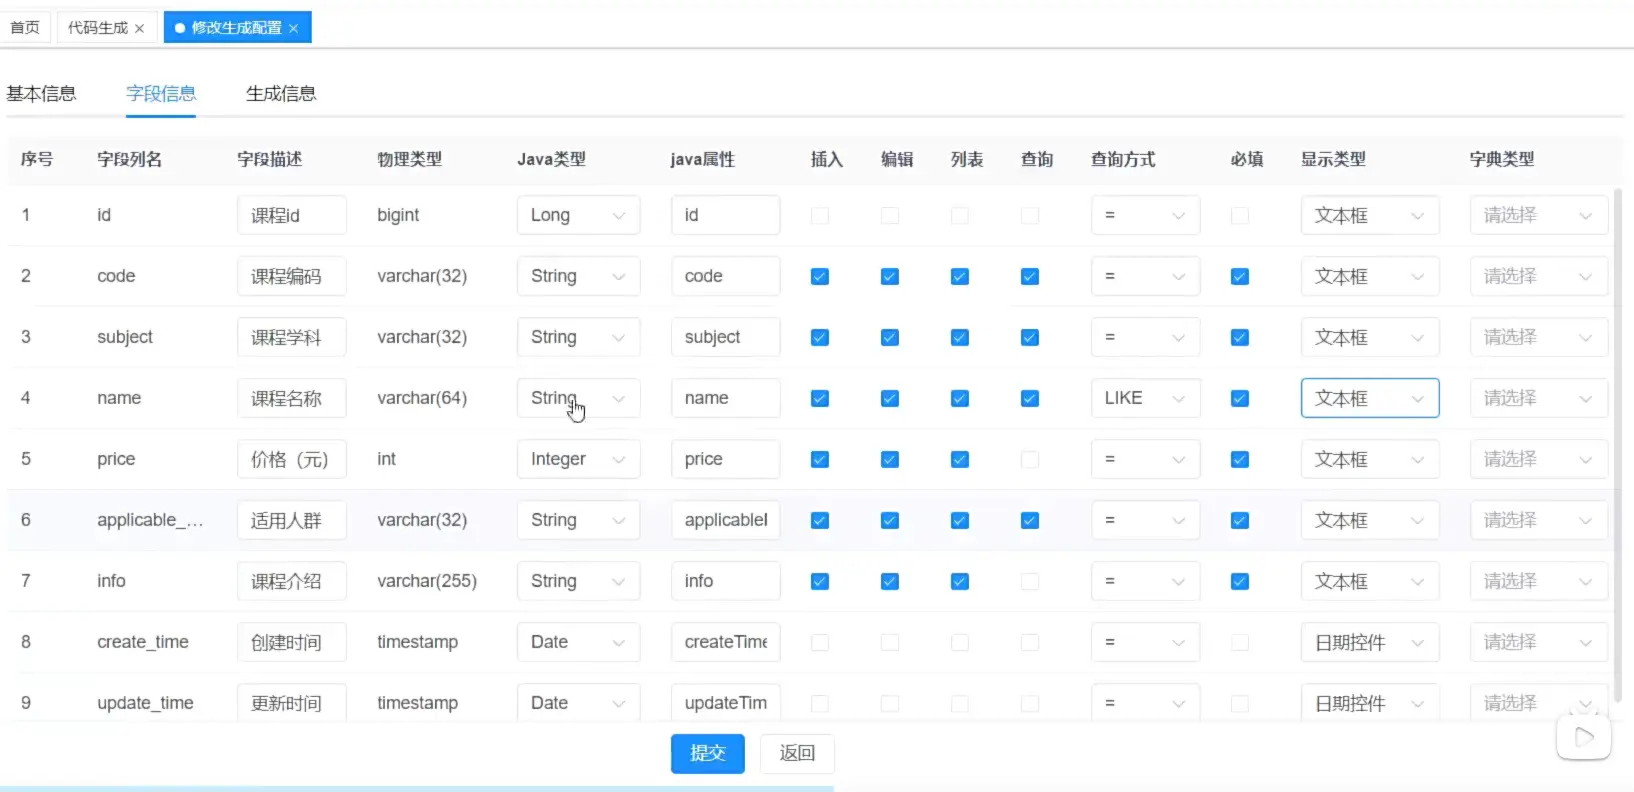 首页 代码生成 × 修改生成配置 ×
基本信息 字段信息 生成信息
序号 字段列名 字段描述 物理类型 Java类型 java属性 插入 编辑 列表 查询 查询方式 必填 显示类型 字典类型
1 id 课程id bigint Long id = 文本框 请选择
2 code 课程编码 varchar(32) String code = 文本框 请选择
3 subject 课程学科 varchar(32) String subject = 文本框 请选择
4 name 课程名称 varchar(64) String name LIKE 文本框 请选择
5 price 价格（元） int Integer price = 文本框 请选择
6 applicable_... 适用人群 varchar(32) String applicableI = 文本框 请选择
7 info 课程介绍 varchar(255) String info = 文本框 请选择
8 create_time 创建时间 timestamp Date createTime = 日期控件 请选择
9 update_time 更新时间 timestamp Date updateTim = 日期控件 请选择
提交 返回